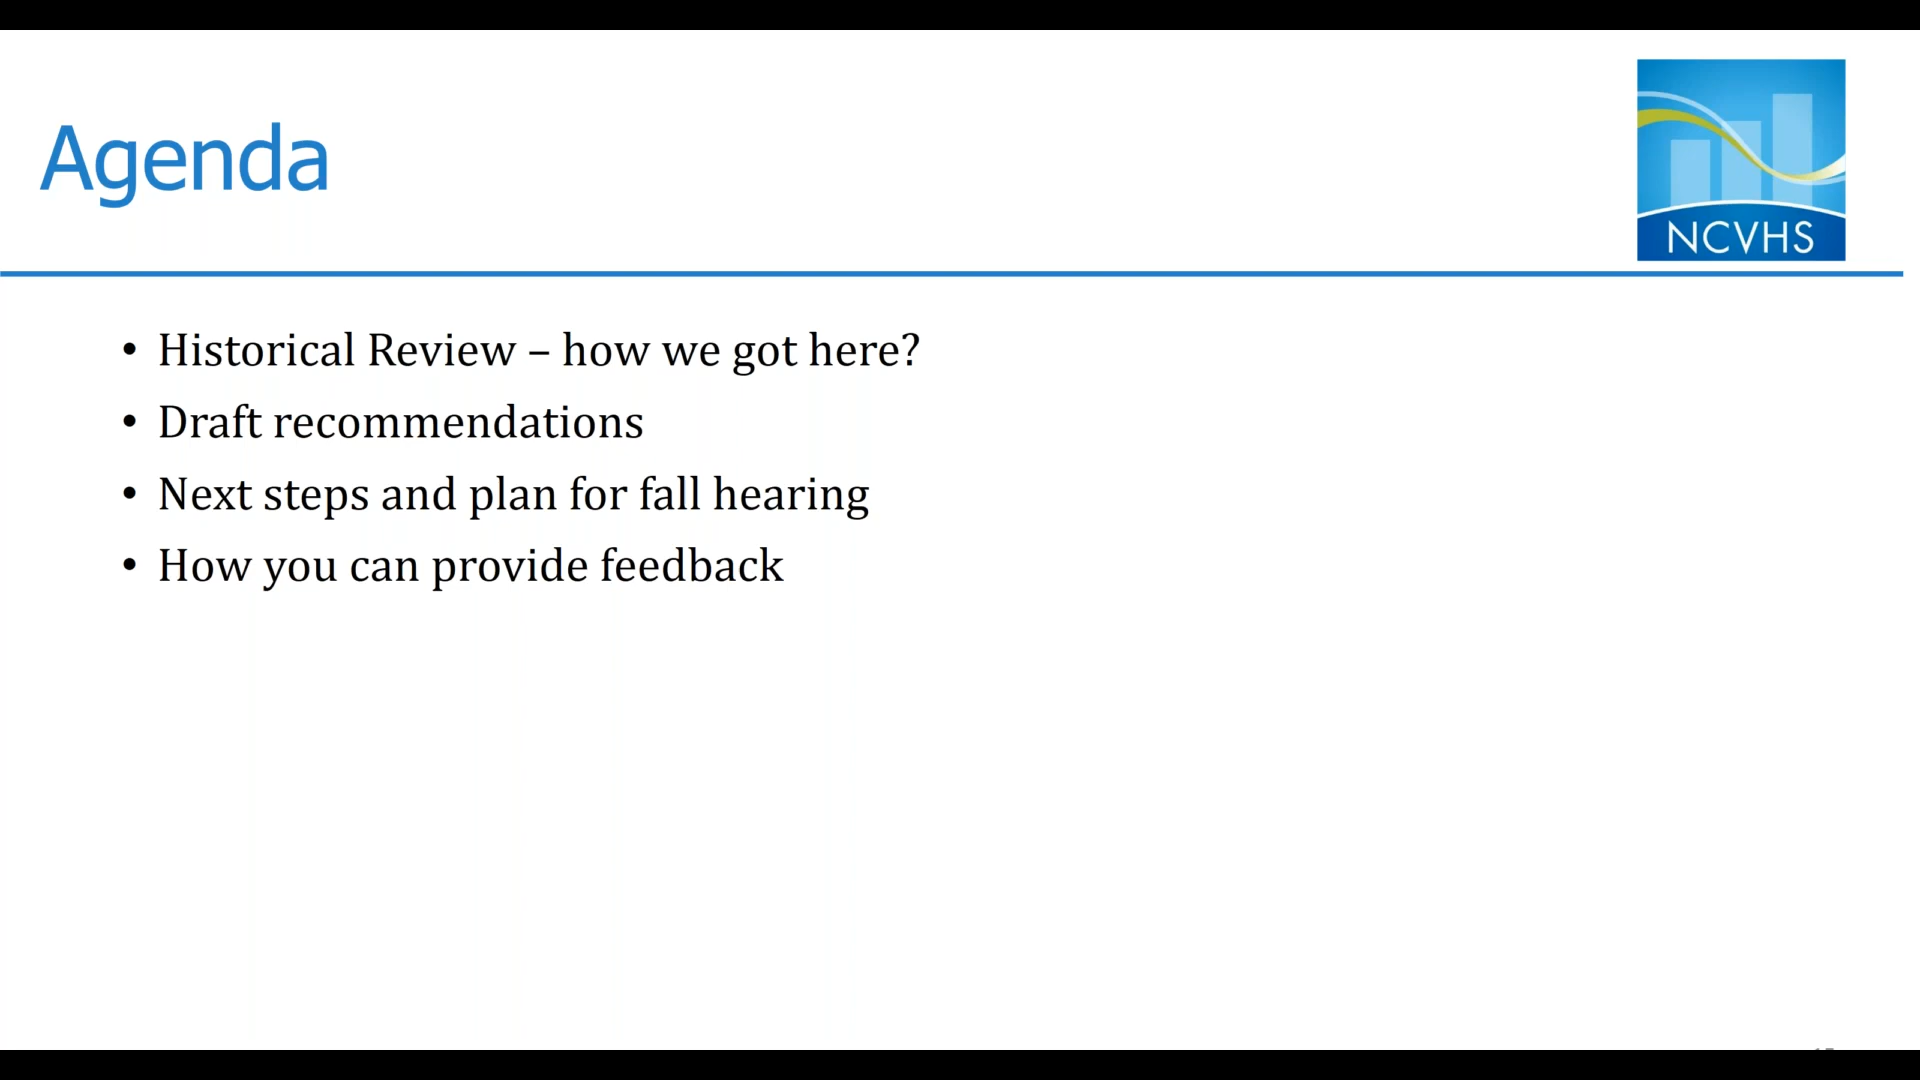 Agenda
NCVHS
• Historical Review – how we got here?
• Draft recommendations
• Next steps and plan for fall hearing
• How you can provide feedback